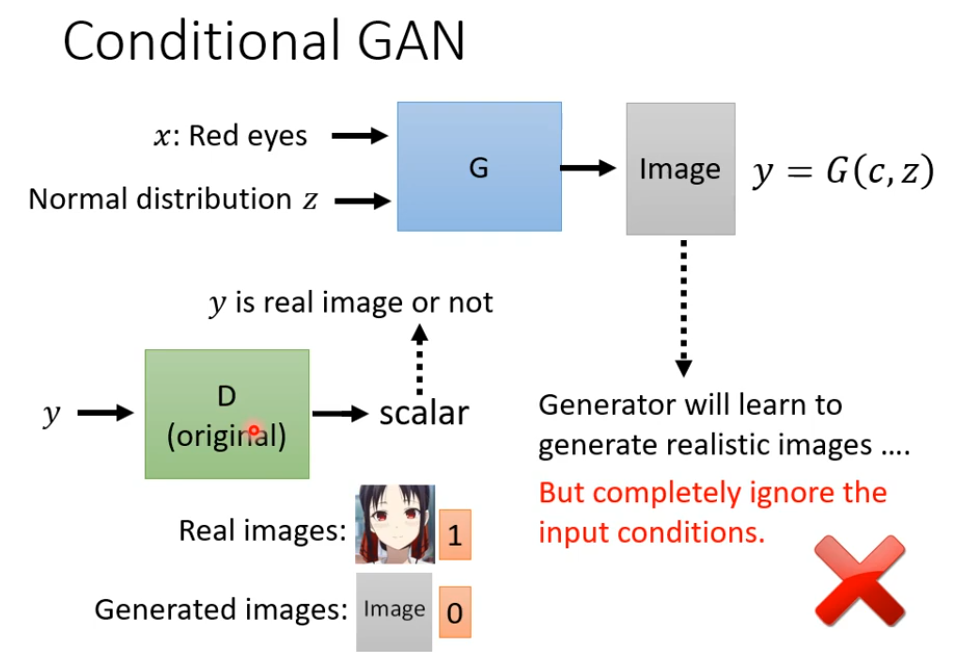 Conditional GAN
x: Red eyes
Normal distribution z
G
Image
y = G(c, z)
y is real image or not
y
D
(original)
scalar
Generator will learn to
generate realistic images ....
But completely ignore the
input conditions.
Real images:
1
Generated images:
Image
0